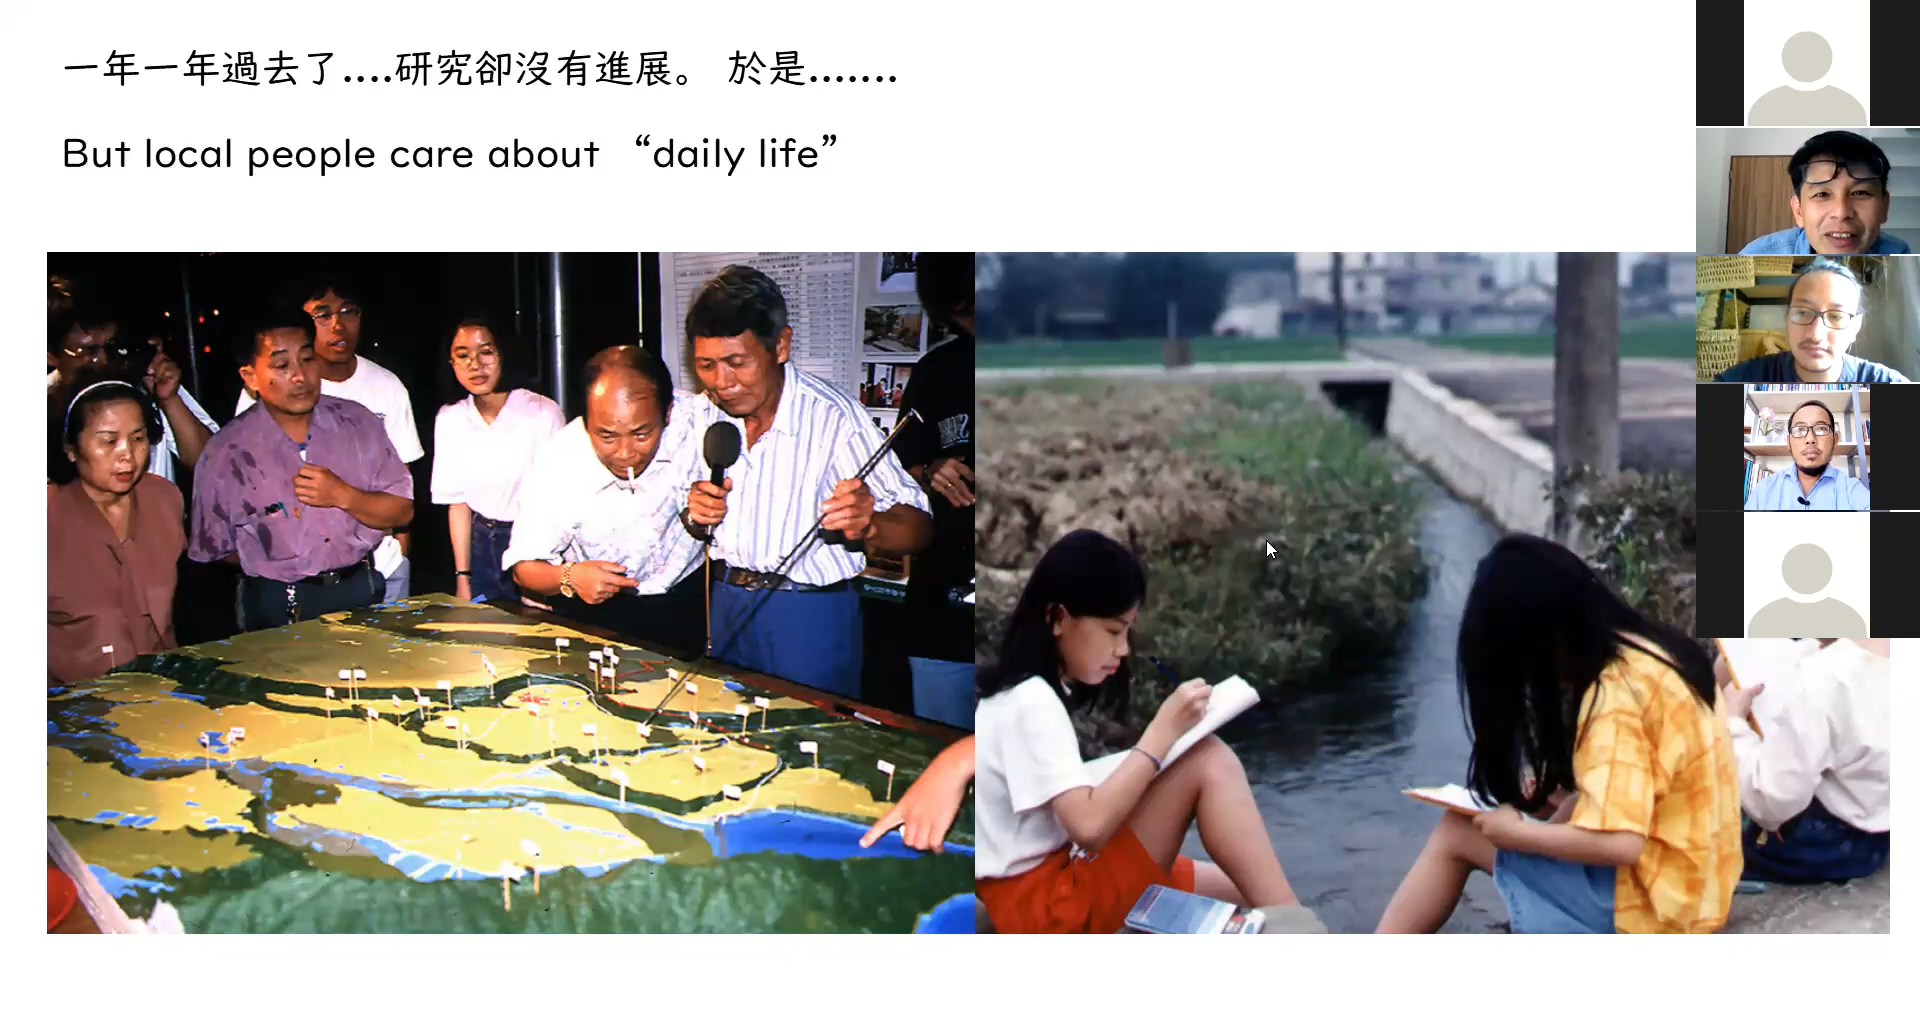 一年一年過去了....研究卻沒有進展。 於是.......
But local people care about “daily life”